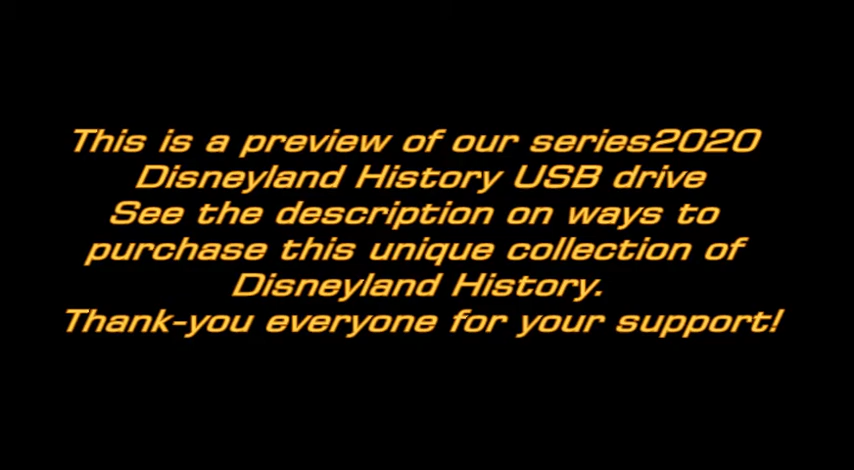 This is a preview of our series2020
Disneyland History USB drive
See the description on ways to
purchase this unique collection of
Disneyland History.
Thank-you everyone for your support!